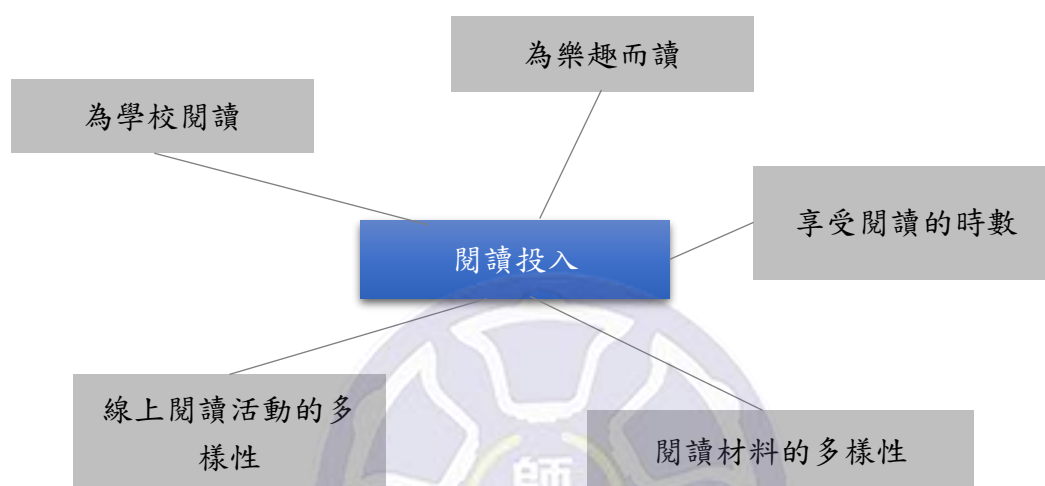 為樂趣而讀
為學校閱讀
享受閱讀的時數
閱讀投入
線上閱讀活動的多
樣性
閱讀材料的多樣性
師